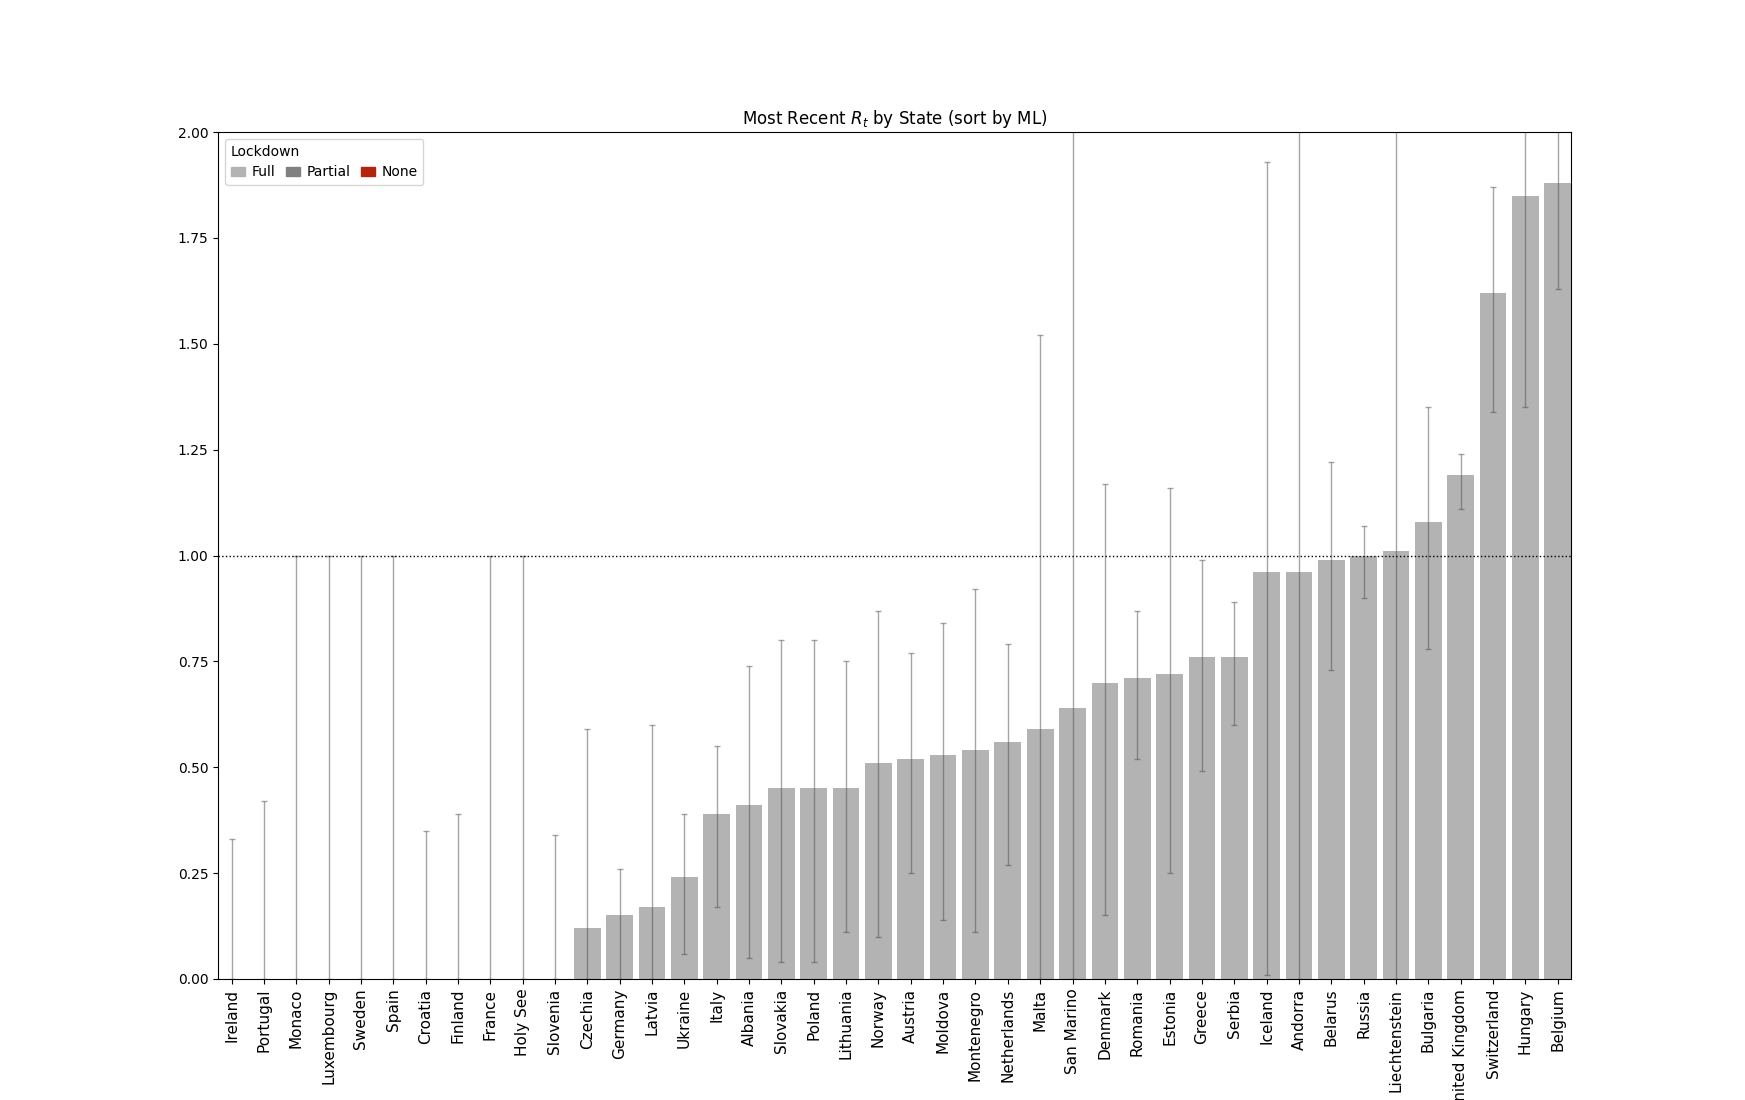 Most Recent Rt by State (sort by ML)
Lockdown
Full Partial None
2.00
1.75
1.50
1.25
1.00
0.75
0.50
0.25
0.00
Ireland
Portugal
Monaco
Luxembourg
Sweden
Spain
Croatia
Finland
France
Holy See
Slovenia
Czechia
Germany
Latvia
Ukraine
Italy
Albania
Slovakia
Poland
Lithuania
Norway
Austria
Moldova
Montenegro
Netherlands
Malta
San Marino
Denmark
Romania
Estonia
Greece
Serbia
Iceland
Andorra
Belarus
Russia
Liechtenstein
Bulgaria
nited Kingdom
Switzerland
Hungary
Belgium